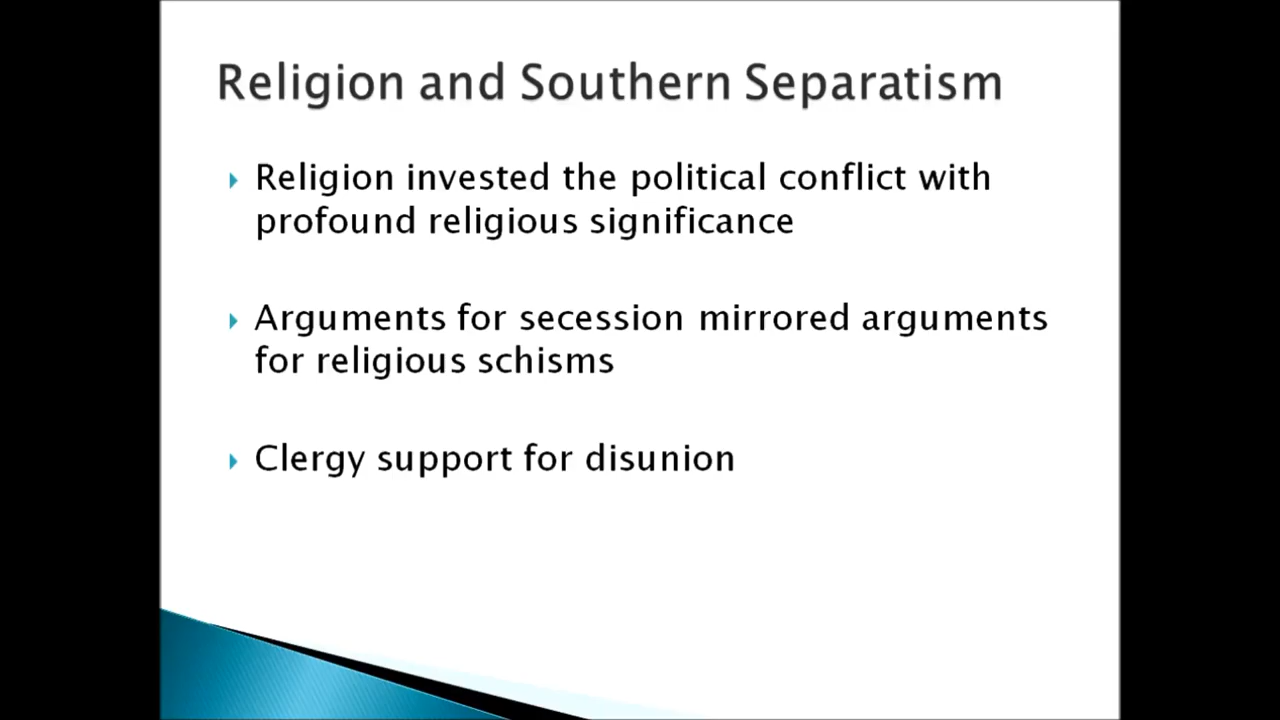 Religion and Southern Separatism
Religion invested the political conflict with
profound religious significance
Arguments for secession mirrored arguments
for religious schisms
Clergy support for disunion